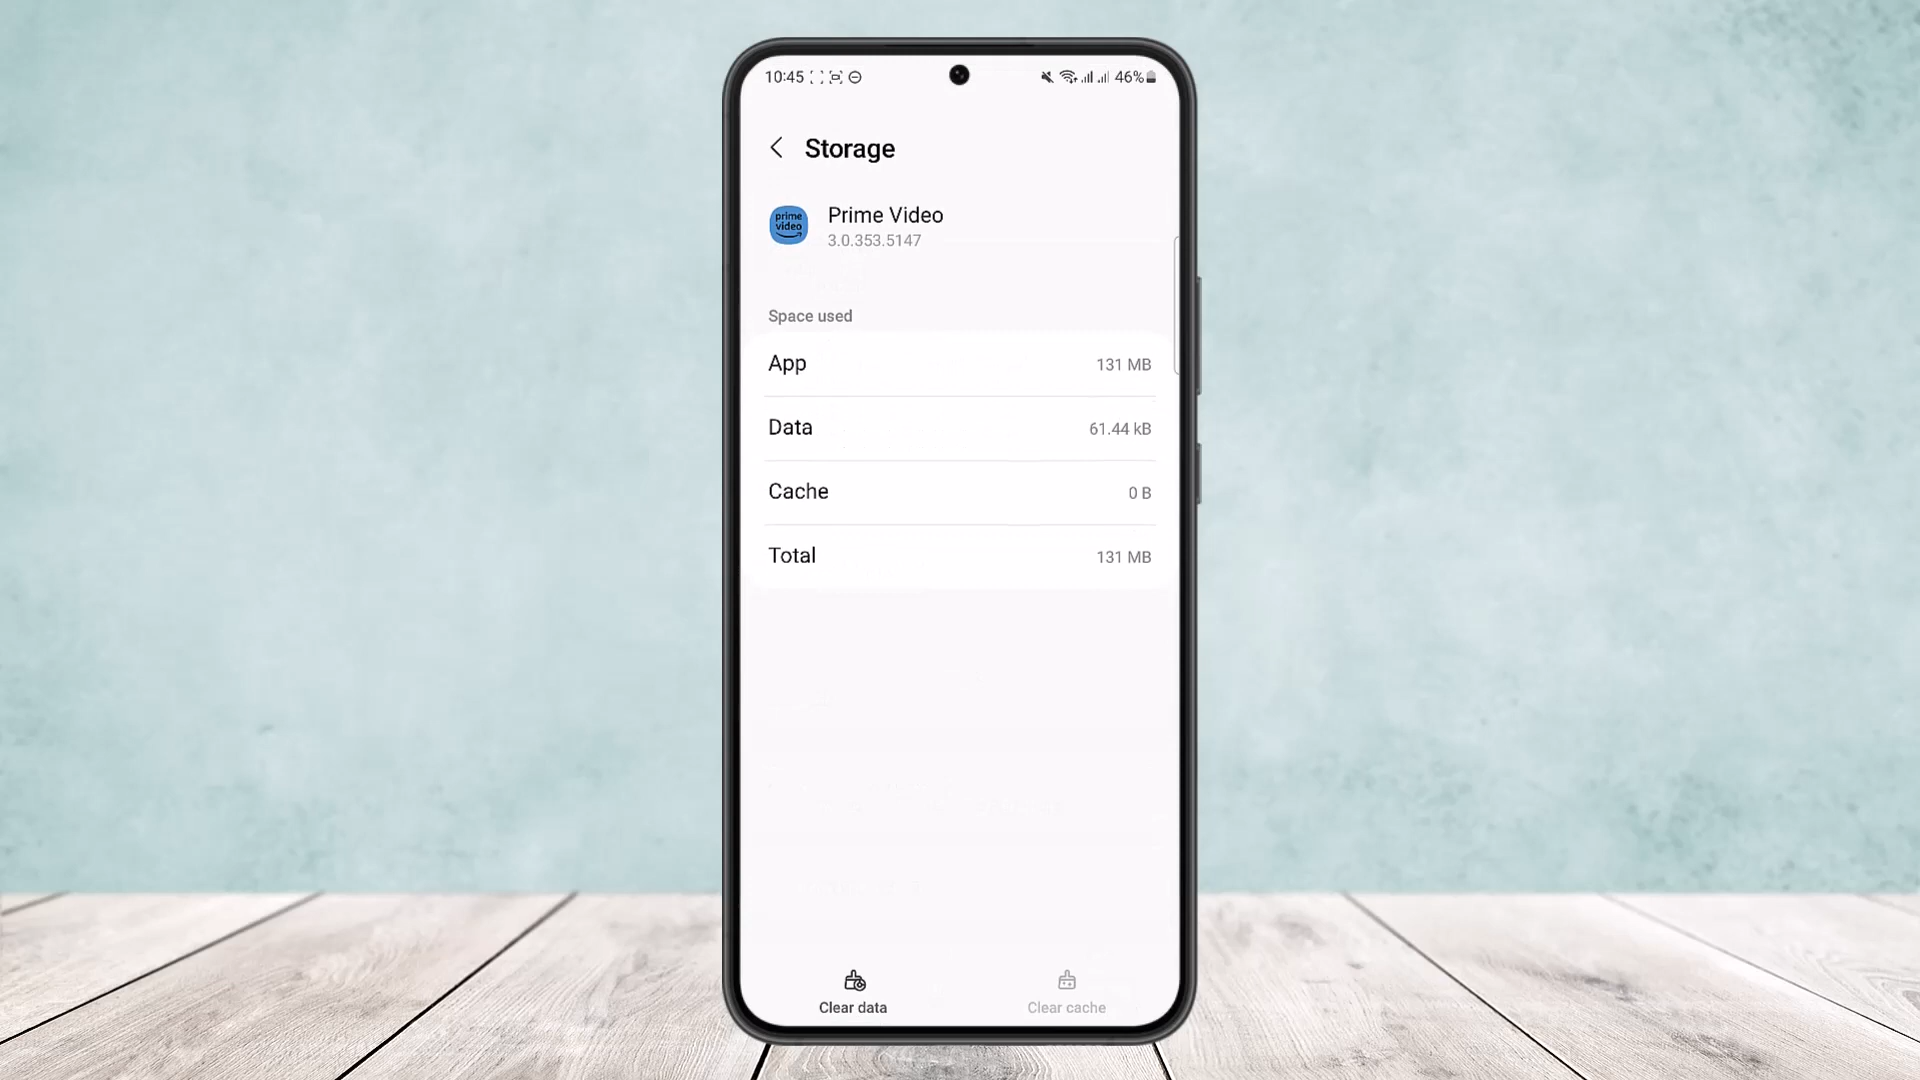 10:45 46%
Storage
prime
video
Prime Video
3.0.353.5147
Space used
App 131 MB
Data 61.44 kB
Cache 0 B
Total 131 MB
Clear data Clear cache